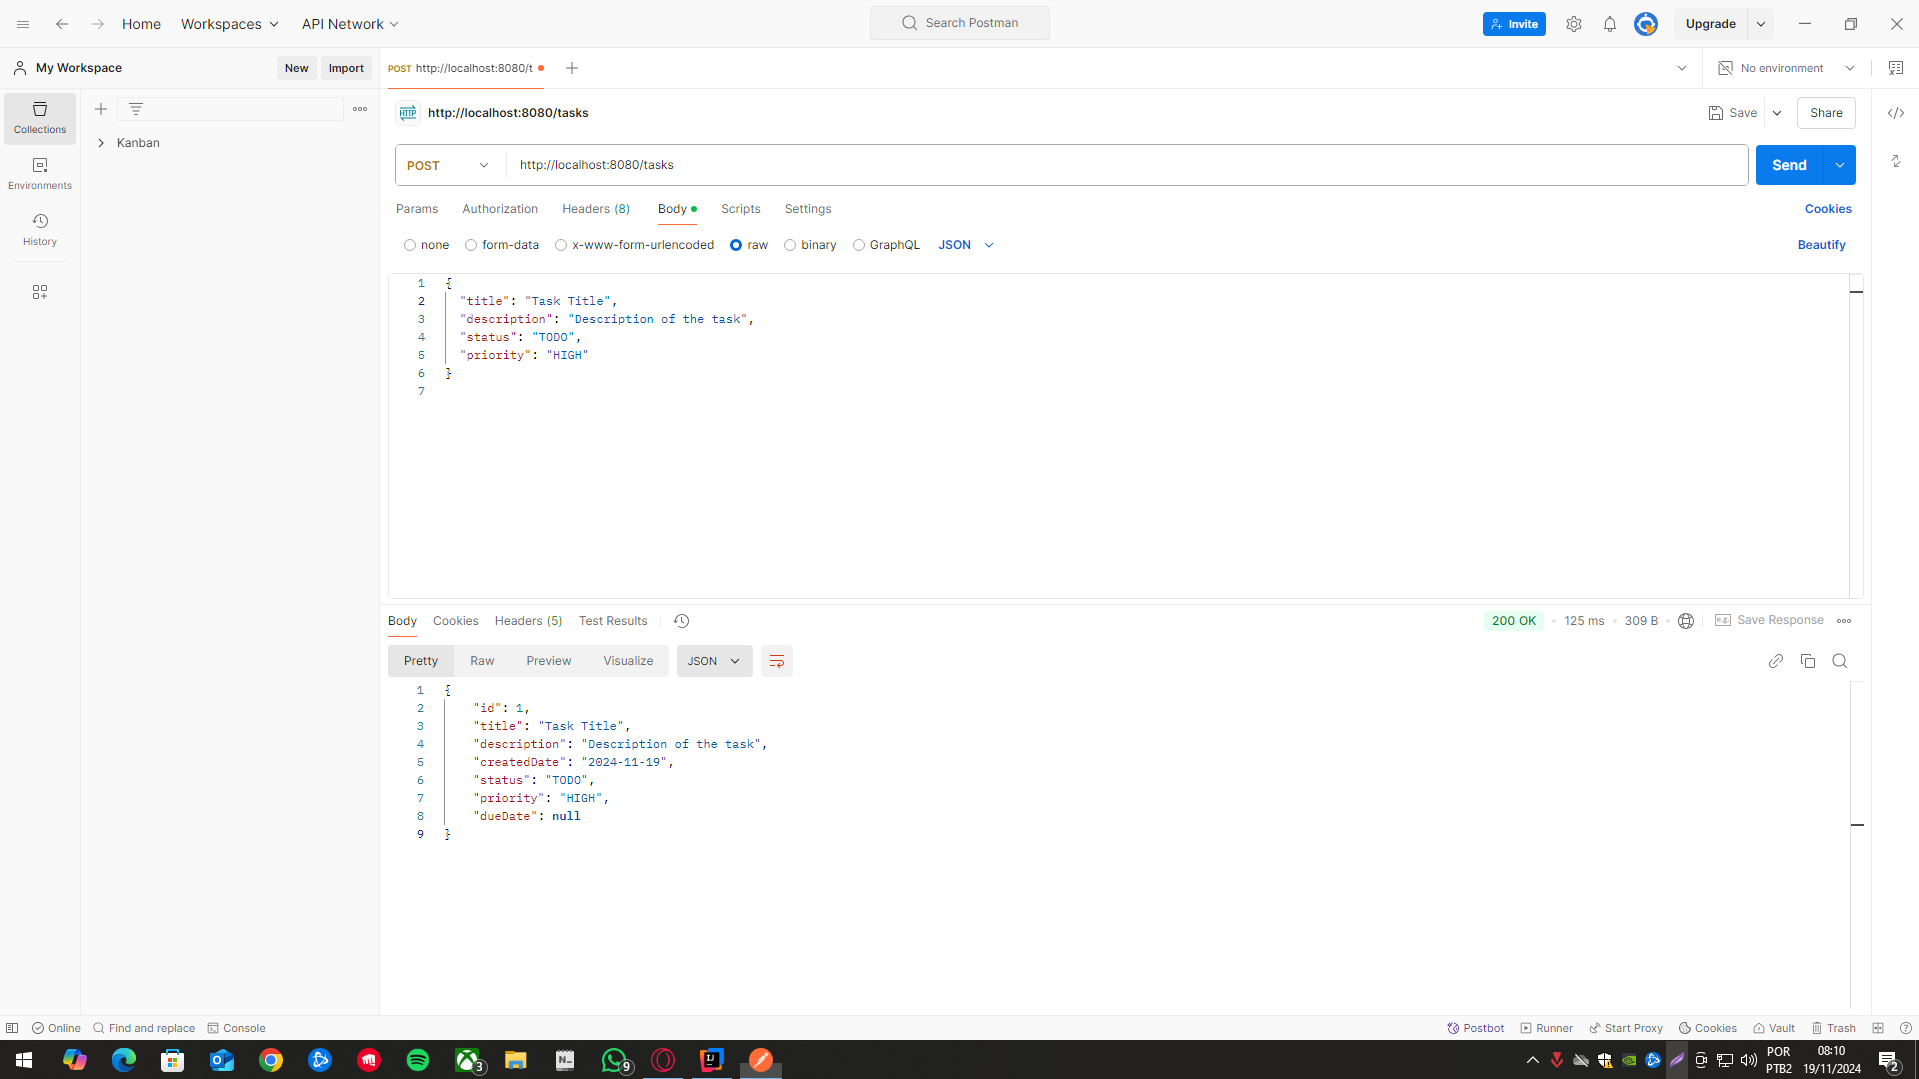 Home Workspaces API Network Search Postman Invite Upgrade
My Workspace New Import POST http://localhost:8080/t No environment
Collections
Environments
History
Kanban
HTTP http://localhost:8080/tasks Save Share
POST http://localhost:8080/tasks Send
Params Authorization Headers (8) Body Scripts Settings Cookies
none form-data x-www-form-urlencoded raw binary GraphQL JSON Beautify
1 {
2 "title": "Task Title",
3 "description": "Description of the task",
4 "status": "TODO",
5 "priority": "HIGH"
6 }
7
Body Cookies Headers (5) Test Results 200 OK 125 ms 309 B e.g. Save Response
Pretty Raw Preview Visualize JSON
1 {
2 "id": 1,
3 "title": "Task Title",
4 "description": "Description of the task",
5 "createdDate": "2024-11-19",
6 "status": "TODO",
7 "priority": "HIGH",
8 "dueDate": null
9 }
Online Find and replace Console Postbot Runner Start Proxy Cookies Vault Trash
3 N_ 9 IJ POR 08:10
PTB2 19/11/2024 2